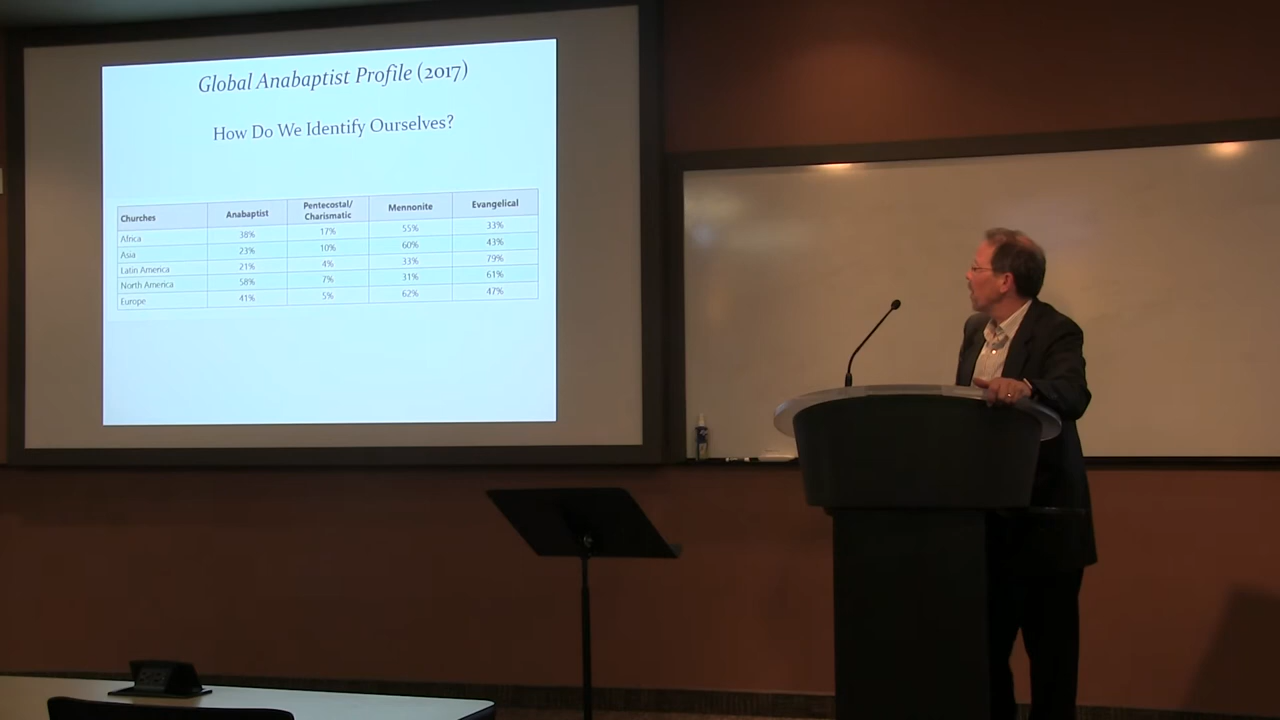 Global Anabaptist Profile (2017)
How Do We Identify Ourselves?
Churches Anabaptist Pentecostal/ Charismatic Mennonite Evangelical
Africa 38% 17% 55% 33%
Asia 23% 10% 60% 43%
Latin America 21% 4% 33% 79%
North America 58% 7% 31% 61%
Europe 41% 5% 62% 47%